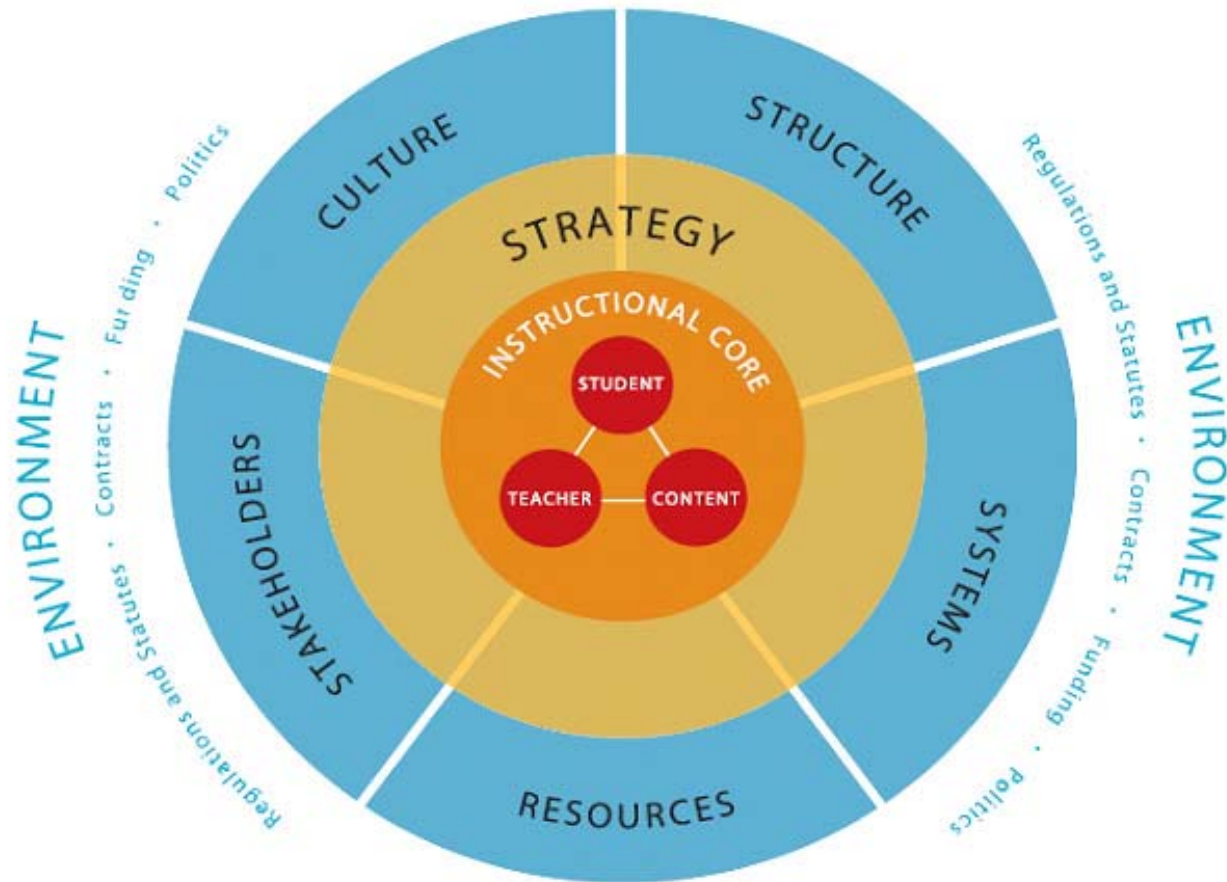 CULTURE
STRUCTURE
STRATEGY
INSTRUCTIONAL CORE
STUDENT
TEACHER
CONTENT
STAKEHOLDERS
SYSTEMS
RESOURCES
ENVIRONMENT
Regulations and Statutes · Contracts · Funding · Politics
Regulations and Statutes · Contracts · Funding · Politics
ENVIRONMENT